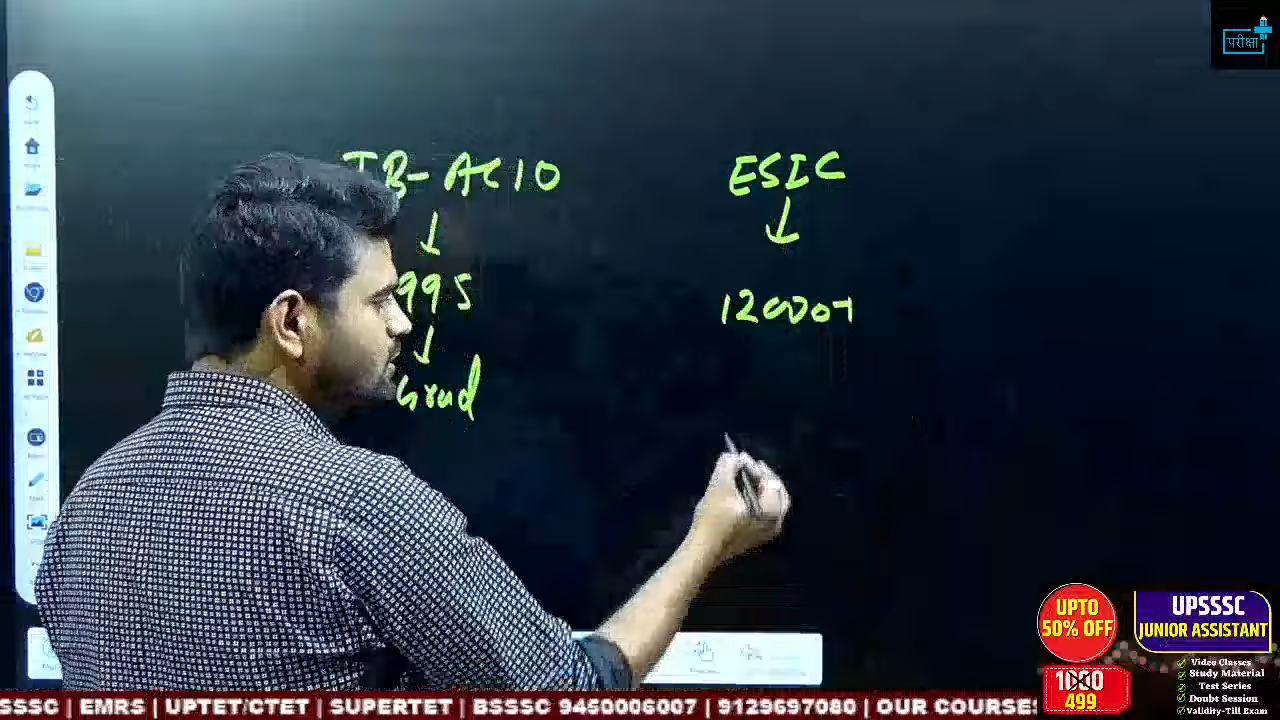 परीक्षा
IB-ACIO
ESIC
995
12000+
Grad
UPTO
50% OFF
UPSSSC
JUNIOR ASSISTANT
1000
499
Video Classes
Study Material
Test Series
Doubt Session
Validity-Till Exam
SSSC | EMRS | UPTET/CTET | SUPERTET | BSSSC 9450006007 | 9129697080 | OUR COURSES